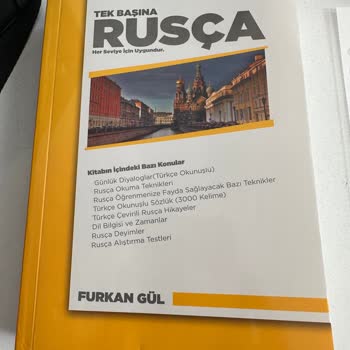 TEK BAŞINA
RUSÇA
Her Seviye İçin Uygundur.
Kitabın İçindeki Bazı Konular
Günlük Diyaloglar(Türkçe Okunuşlu)
Rusça Okuma Teknikleri
Rusça Öğrenmenize Fayda Sağlayacak Bazı Teknikler
Türkçe Okunuşlu Sözlük (3000 Kelime)
Türkçe Çevirili Rusça Hikayeler
Dil Bilgisi ve Zamanlar
Rusça Deyimler
Rusça Alıştırma Testleri
FURKAN GÜL